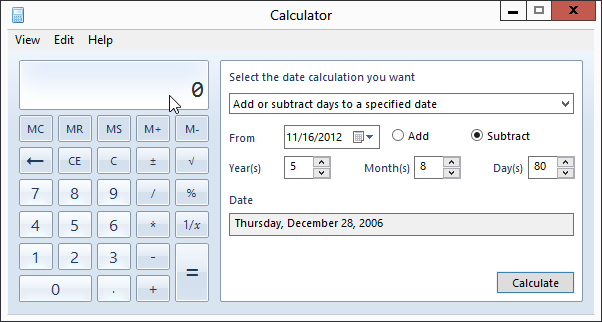 Calculator
View Edit Help
0
MC MR MS M+ M-
← CE C ± √
7 8 9 / %
4 5 6 * 1/x
1 2 3 - =
0 . +
Select the date calculation you want
Add or subtract days to a specified date
From 11/16/2012 Add Subtract
Year(s) 5 Month(s) 8 Day(s) 80
Date
Thursday, December 28, 2006
Calculate